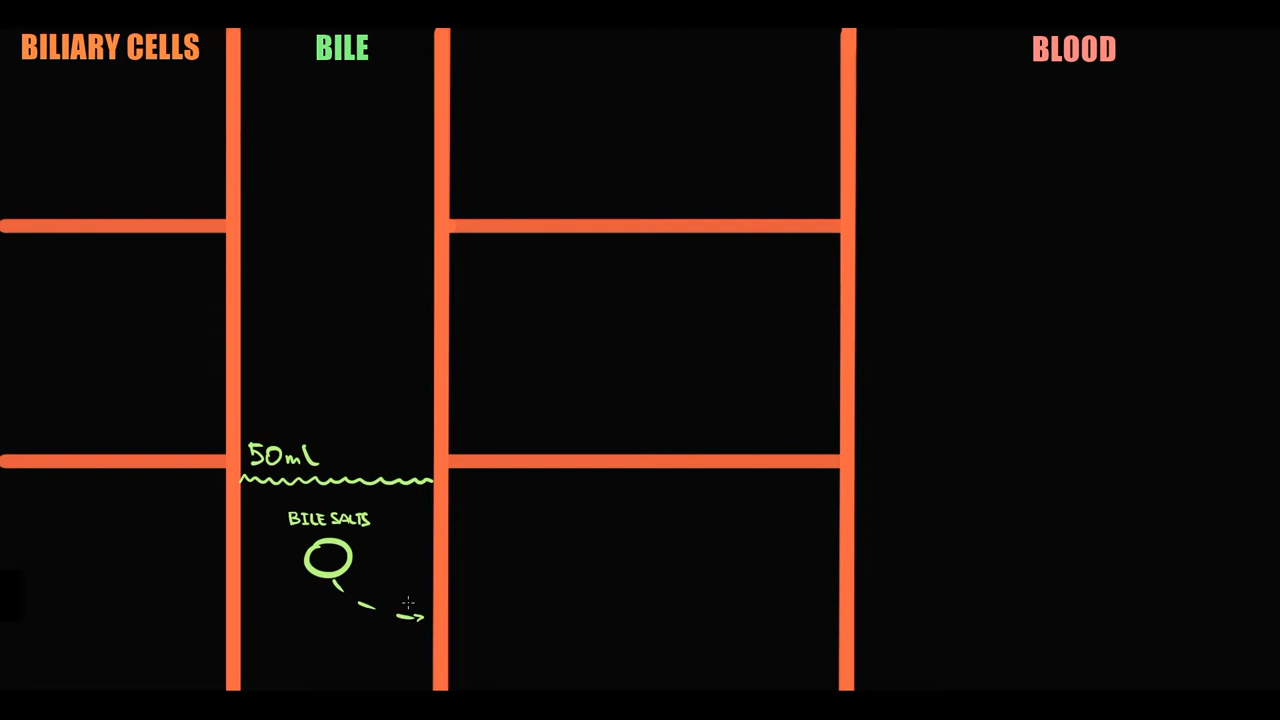 BILIARY CELLS
BILE
BLOOD
50ml
BILE SALTS